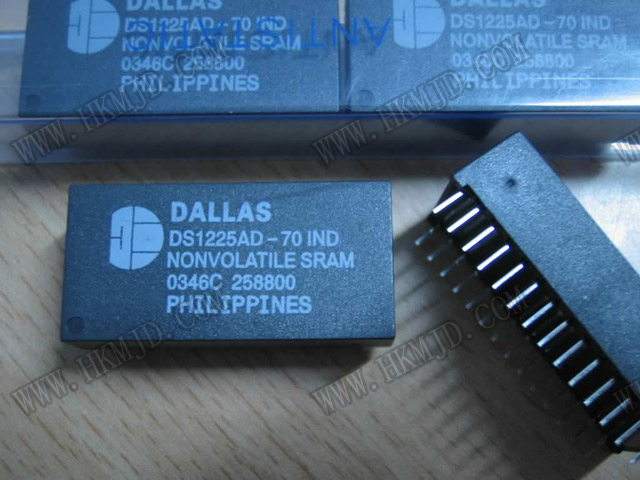 DALLAS
DS1225AD-70 IND
NONVOLATILE SRAM
0346C 258800
PHILIPPINES
ANTISTATIC
DALLAS
DS1225AD-70 IND
NONVOLATILE SRAM
0346C 258800
PHILIPPINES
DALLAS
DS1225AD-70 IND
NONVOLATILE SRAM
0346C 258800
PHILIPPINES
WWW.HKMJD.COM
WWW.HKMJD.COM
WWW.HKMJD.COM
WWW.HKMJD.COM